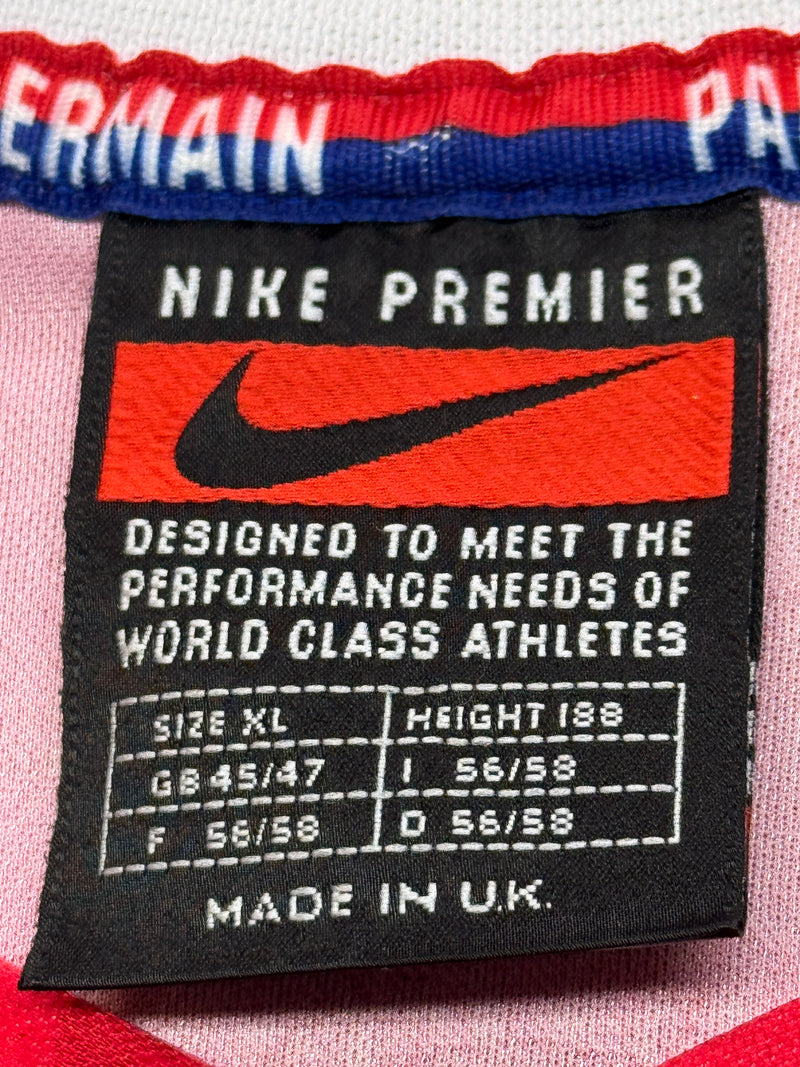 ERMAIN PA
NIKE PREMIER
DESIGNED TO MEET THE
PERFORMANCE NEEDS OF
WORLD CLASS ATHLETES
SIZE XL HEIGHT 188
GB 45/47 I 56/58
F 56/58 D 56/58
MADE IN U.K.